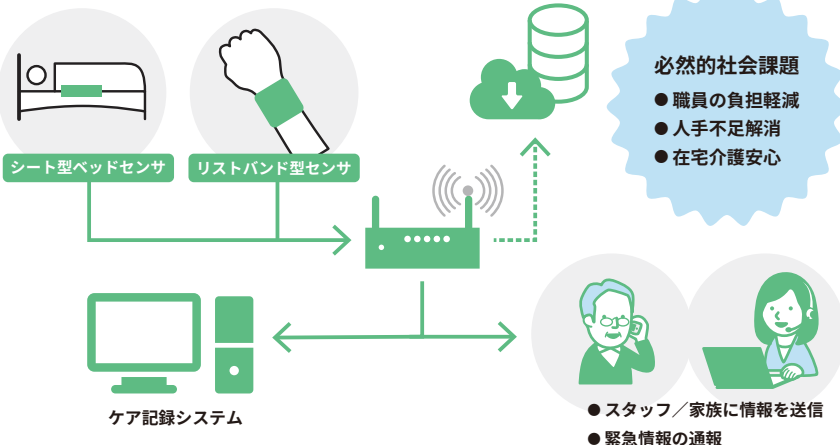 必然的社会課題
● 職員の負担軽減
● 人手不足解消
● 在宅介護安心
シート型ベッドセンサ
リストバンド型センサ
ケア記録システム
● スタッフ／家族に情報を送信
● 緊急情報の通報